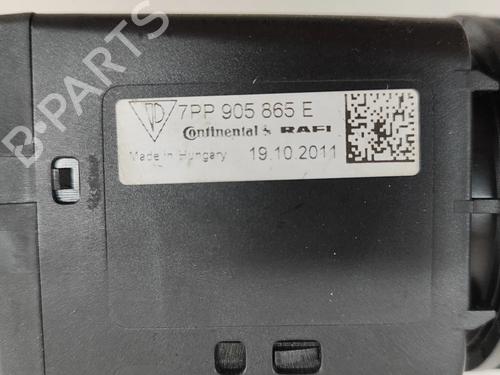 B-PARTS
7PP 905 865 E
Continental & RAFI
Made in Hungary 19.10.2011